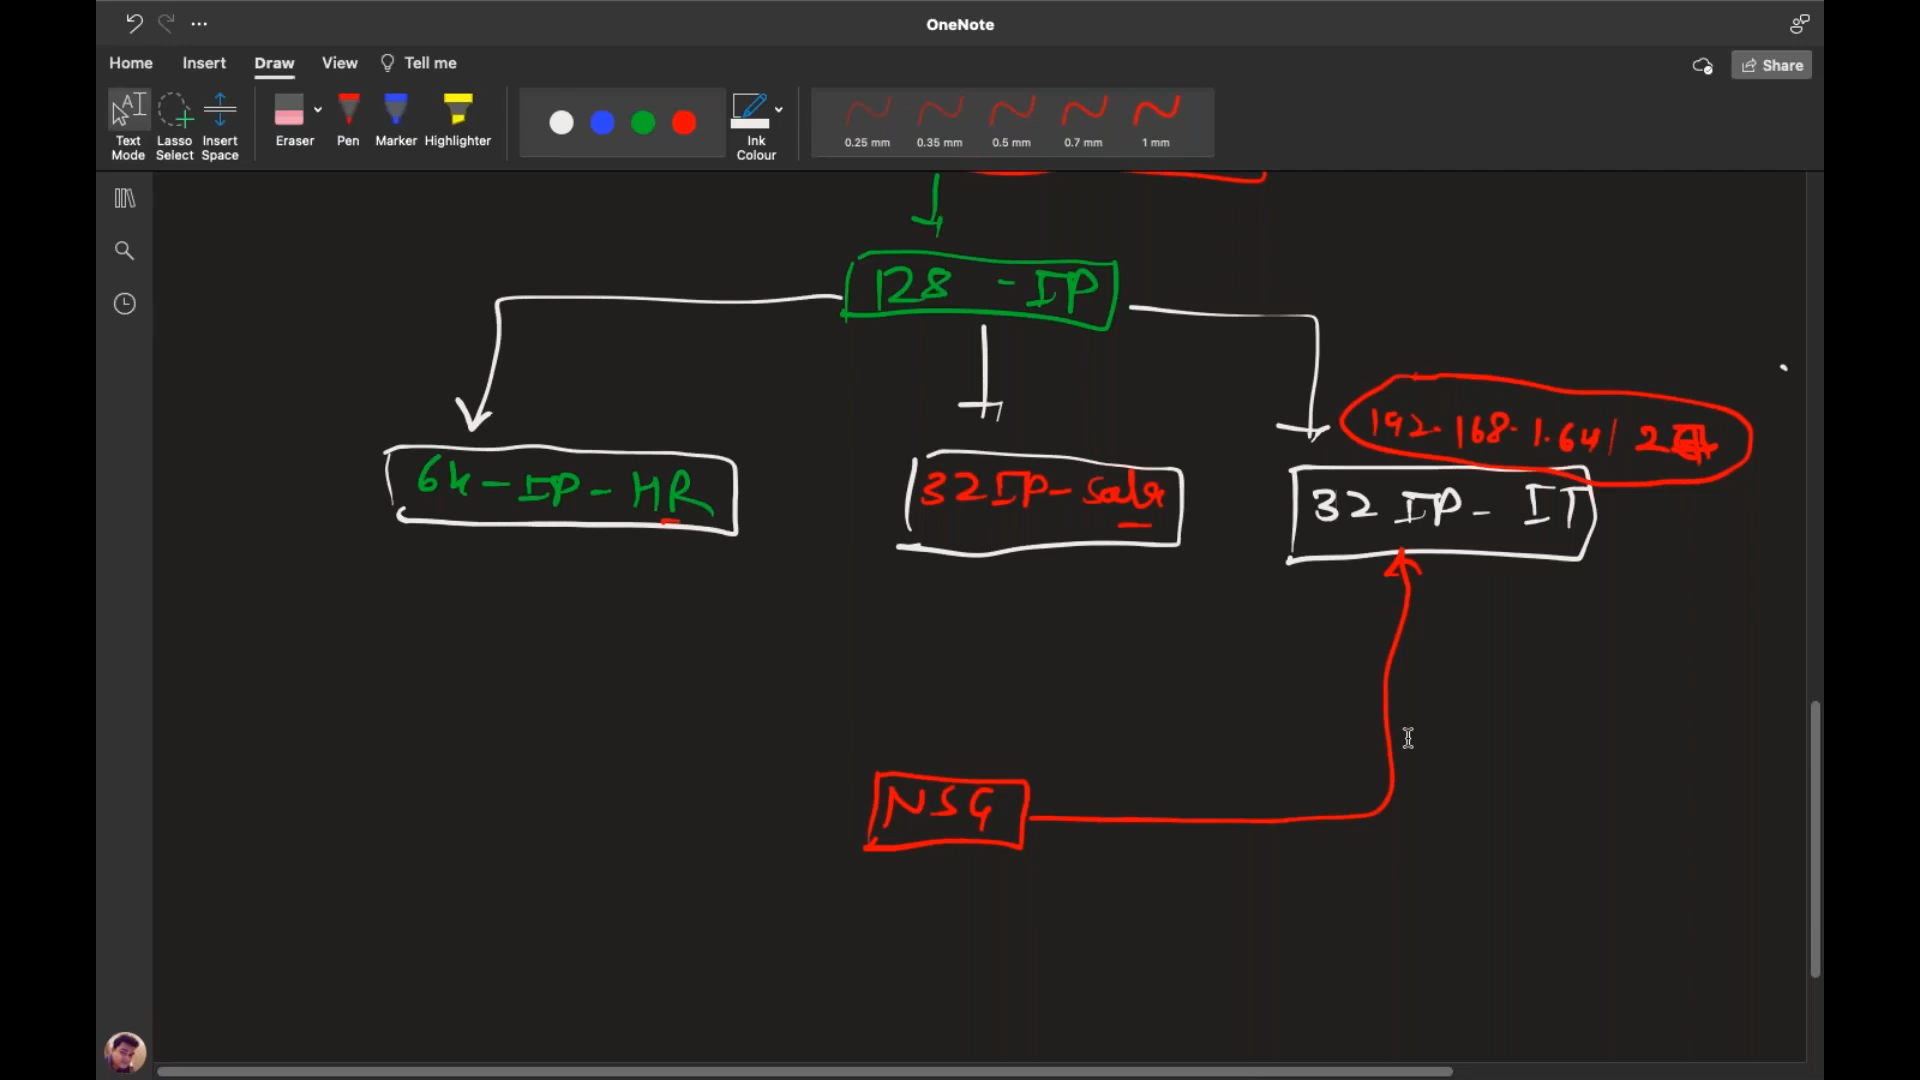 OneNote
Home Insert Draw View Tell me
Share
Text Mode
Lasso Select
Insert Space
Eraser
Pen
Marker
Highlighter
Ink Colour
0.25 mm
0.35 mm
0.5 mm
0.7 mm
1 mm
128 - IP
192.168.1.64/
64 - IP - HR
32 IP - Sale
32 IP - IT
NSG